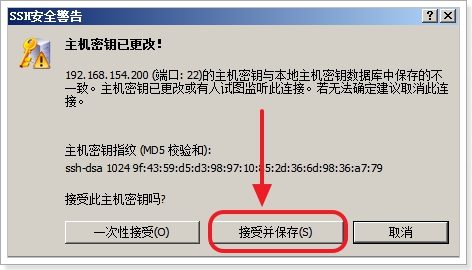 SSH安全警告
主机密钥已更改!
192.168.154.200 (端口: 22)的主机密钥与本地主机密钥数据库中保存的不
一致。主机密钥已更改或有人试图监听此连接。若无法确定建议取消此连
接。
主机密钥指纹 (MD5 校验和):
ssh-dsa 1024 9f:43:59:d5:d3:98:97:10:85:2d:36:6d:98:36:a7:79
接受此主机密钥吗?
一次性接受(O) 接受并保存(S) 取消